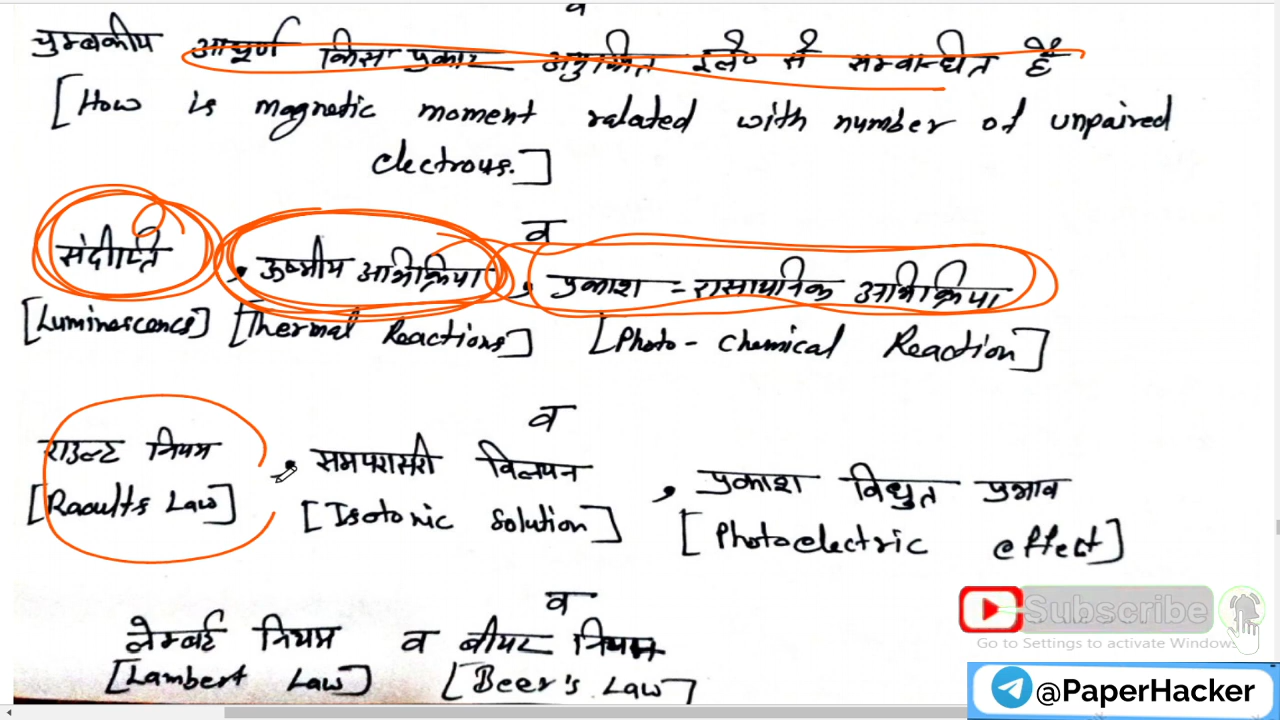 व
चुम्बकीय आघूर्ण किस प्रकार अयुग्मित इले० से सम्बन्धित है
[How is magnetic moment ralated with number of unpaired
electrons.]
व
संदीप्ति , ऊष्मीय अभिक्रिया , प्रकाश - रासायनिक अभिक्रिया
[Luminescence] [Thermal Reactions] [Photo - chemical Reaction]
व
राउल्ट नियम , समपरासरी विलयन , प्रकाश विधुत प्रभाव
[Raoults Law] [Isotonic Solution] [Photoelectric effect]
व
लेम्बर्ट नियम व बीयर नियम
[Lambert Law] [Beer's Law]
Subscribe
Go to Settings to activate Windows.
@PaperHacker